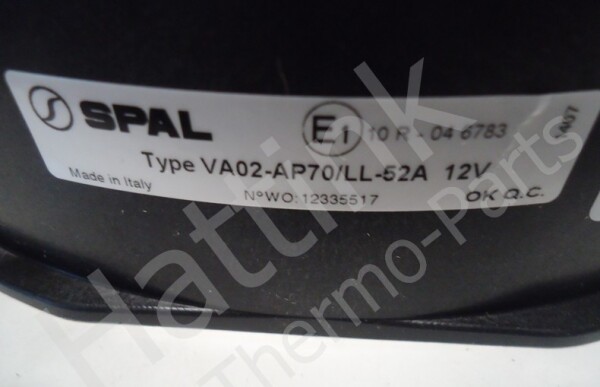 SPAL
E1 10 R - 04 6783
Type VA02-AP70/LL-52A 12V
Made in Italy
NºWO:12335517
OK Q.C.
Hattink
Thermo-Parts